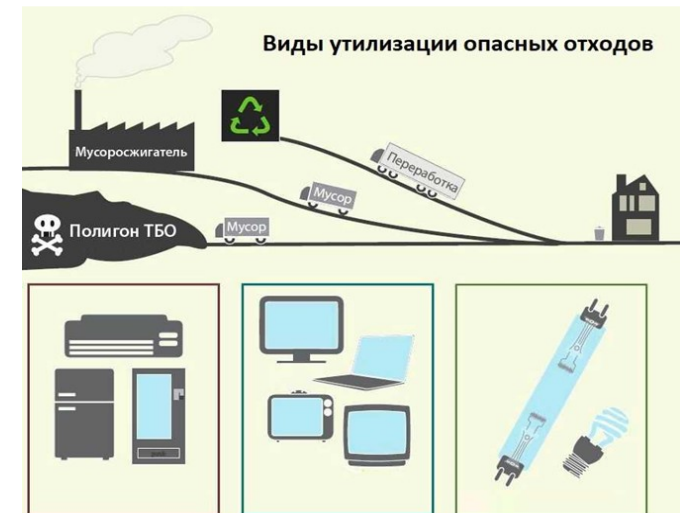 Виды утилизации опасных отходов
Мусоросжигатель
Переработка
Мусор
Полигон ТБО
Мусор